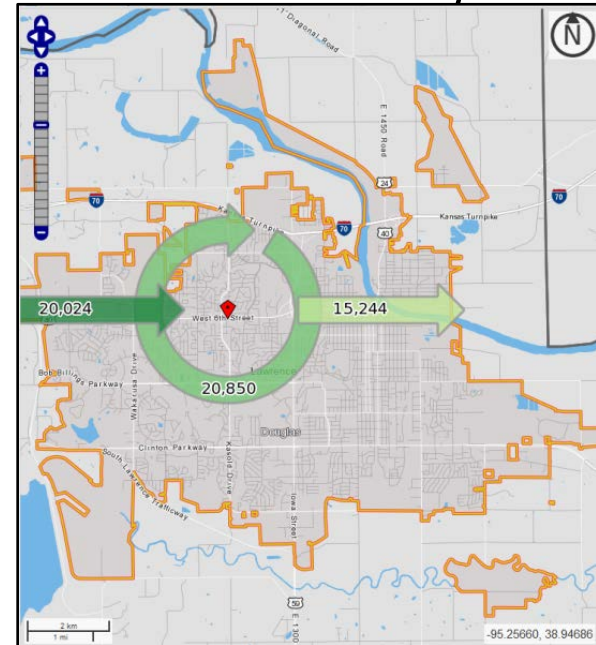 1 Diagonal Road
N
E 1450 Road
24
70
Kansas Turnpike
70
Kansas Turnpike
40
70
20,024
15,244
West 6th Street
Lawrence
Bob Billings Parkway
Wakarusa Drive
20,850
Douglas
Clinton Parkway
Kasold Drive
South Lawrence Trafficway
Iowa Street
59
E 1300
2 km
1 mi
-95.25660, 38.94686